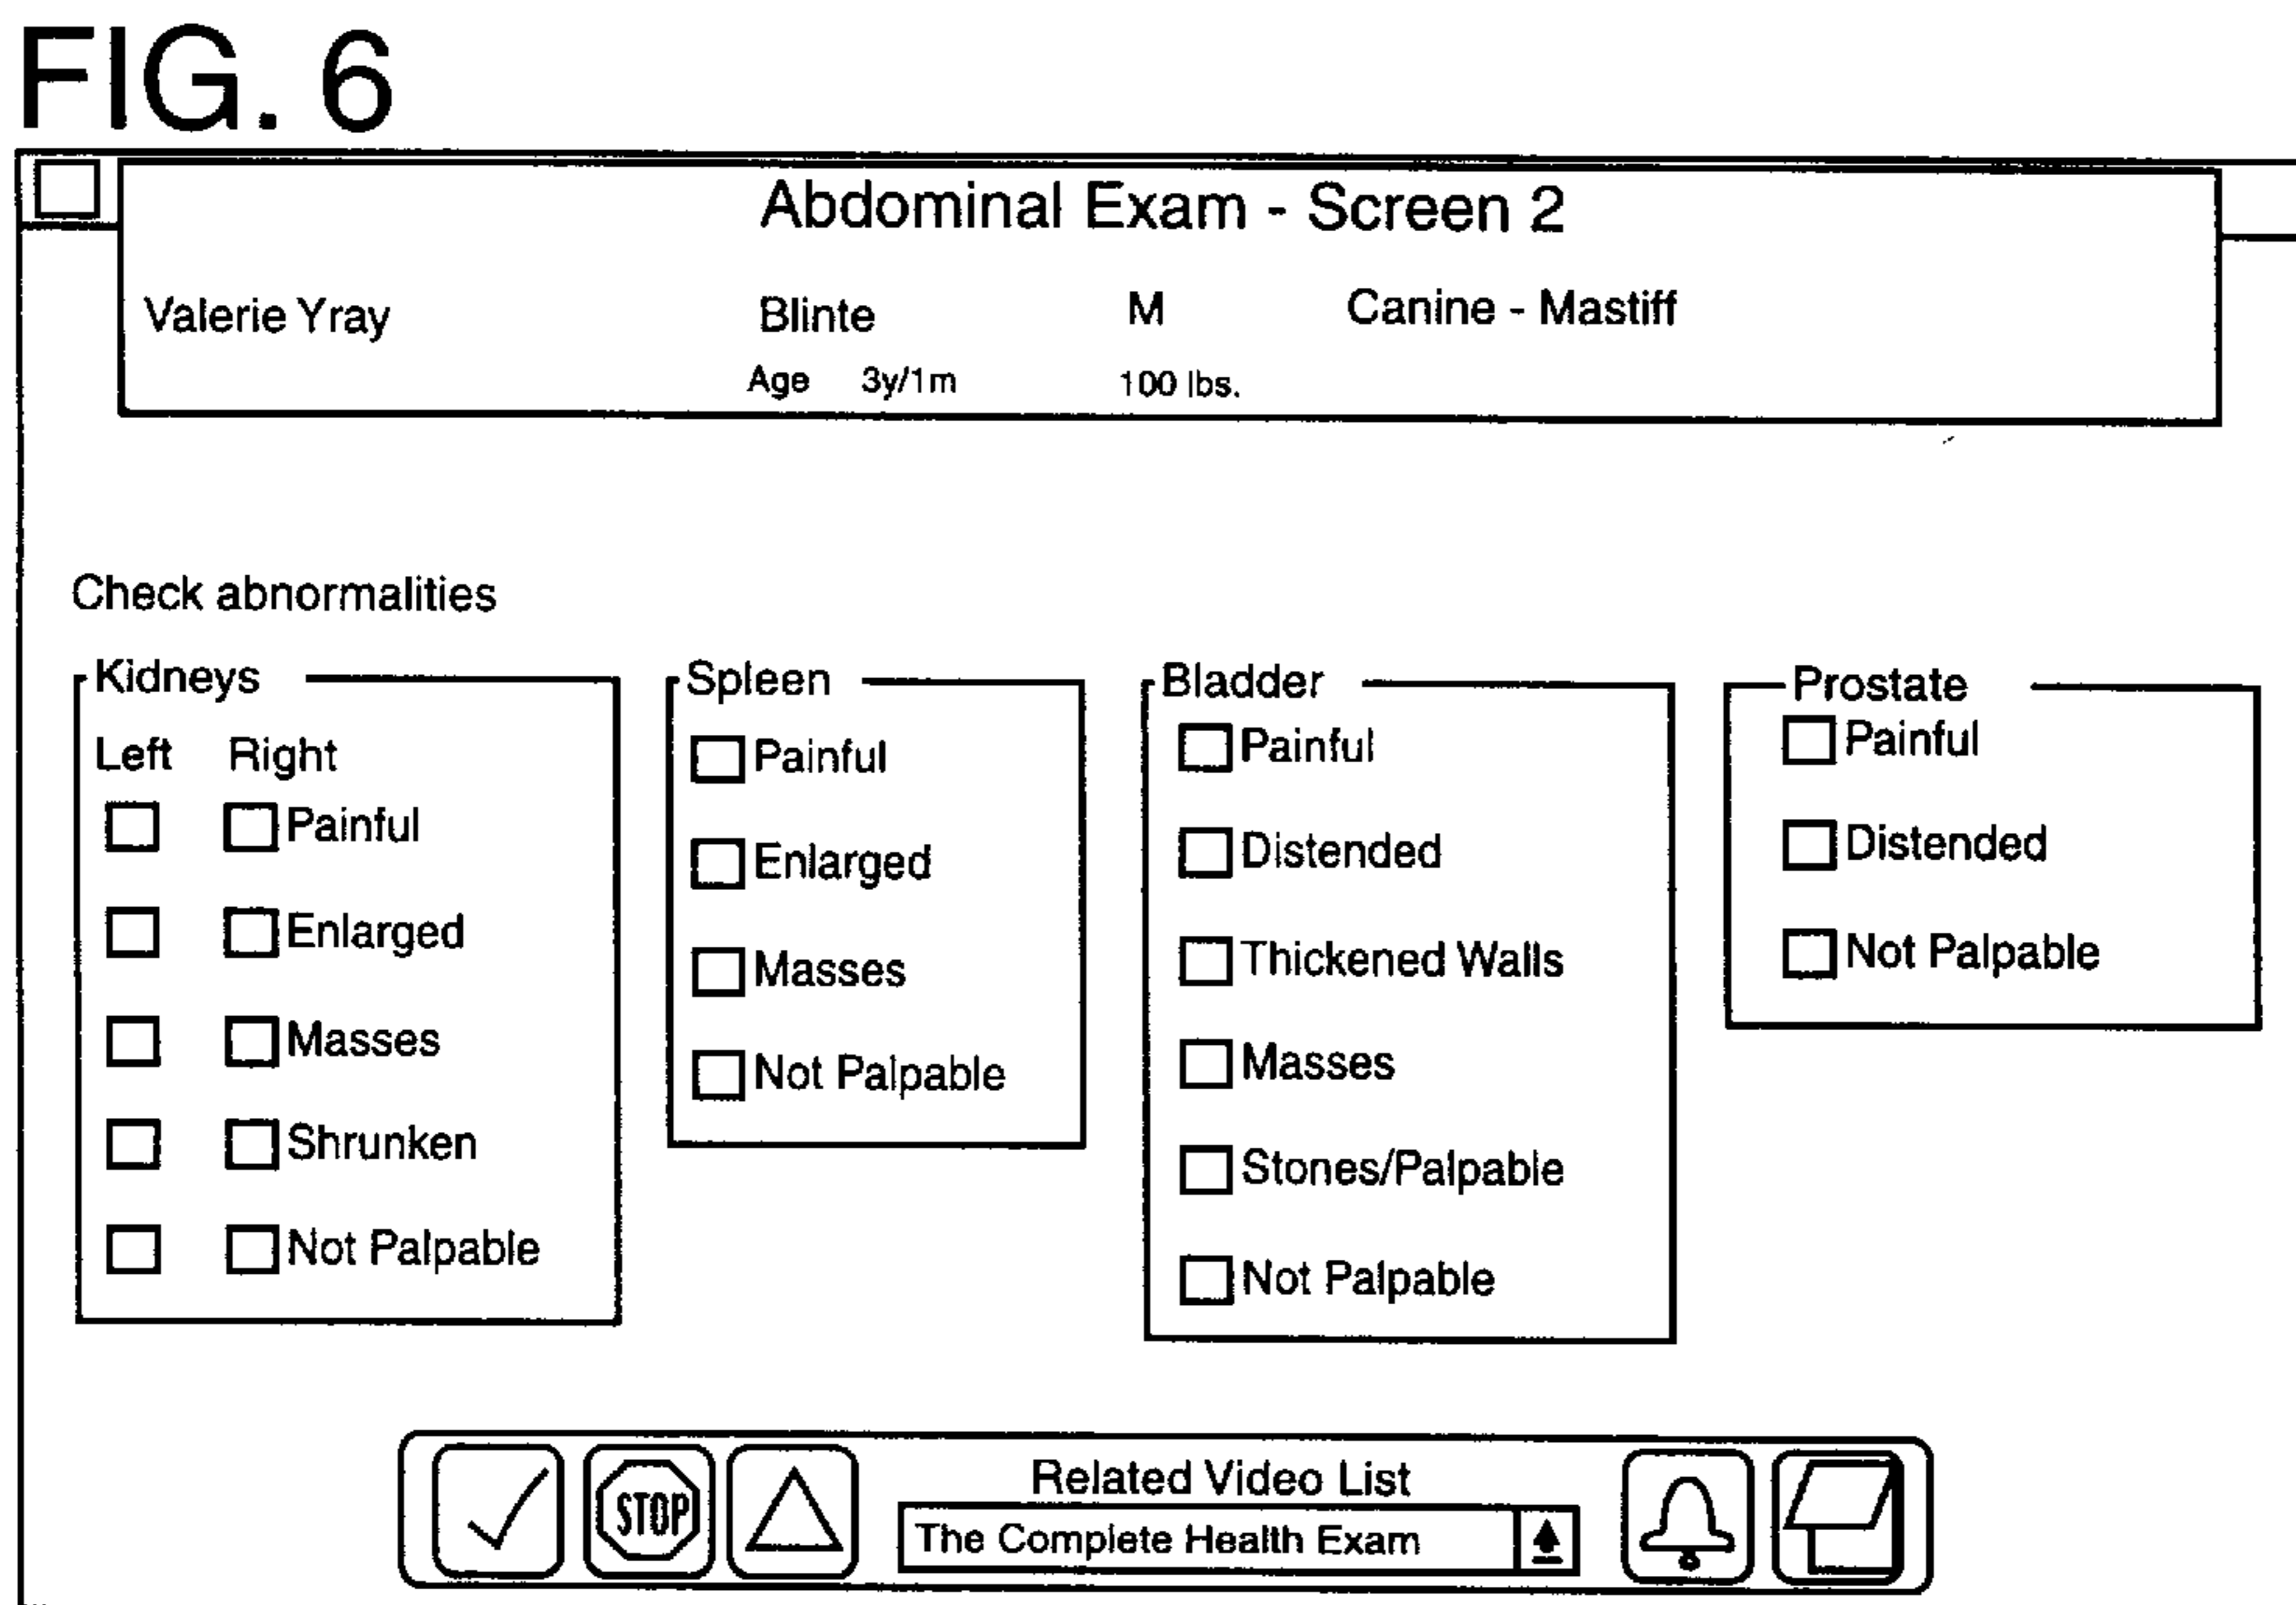 FIG. 6
Abdominal Exam - Screen 2
Valerie Yray Blinte M Canine - Mastiff
Age 3y/1m 100 lbs.
Check abnormalities
Kidneys
Left Right
Painful
Enlarged
Masses
Shrunken
Not Palpable
Spleen
Painful
Enlarged
Masses
Not Palpable
Bladder
Painful
Distended
Thickened Walls
Masses
Stones/Palpable
Not Palpable
Prostate
Painful
Distended
Not Palpable
STOP
Related Video List
The Complete Health Exam